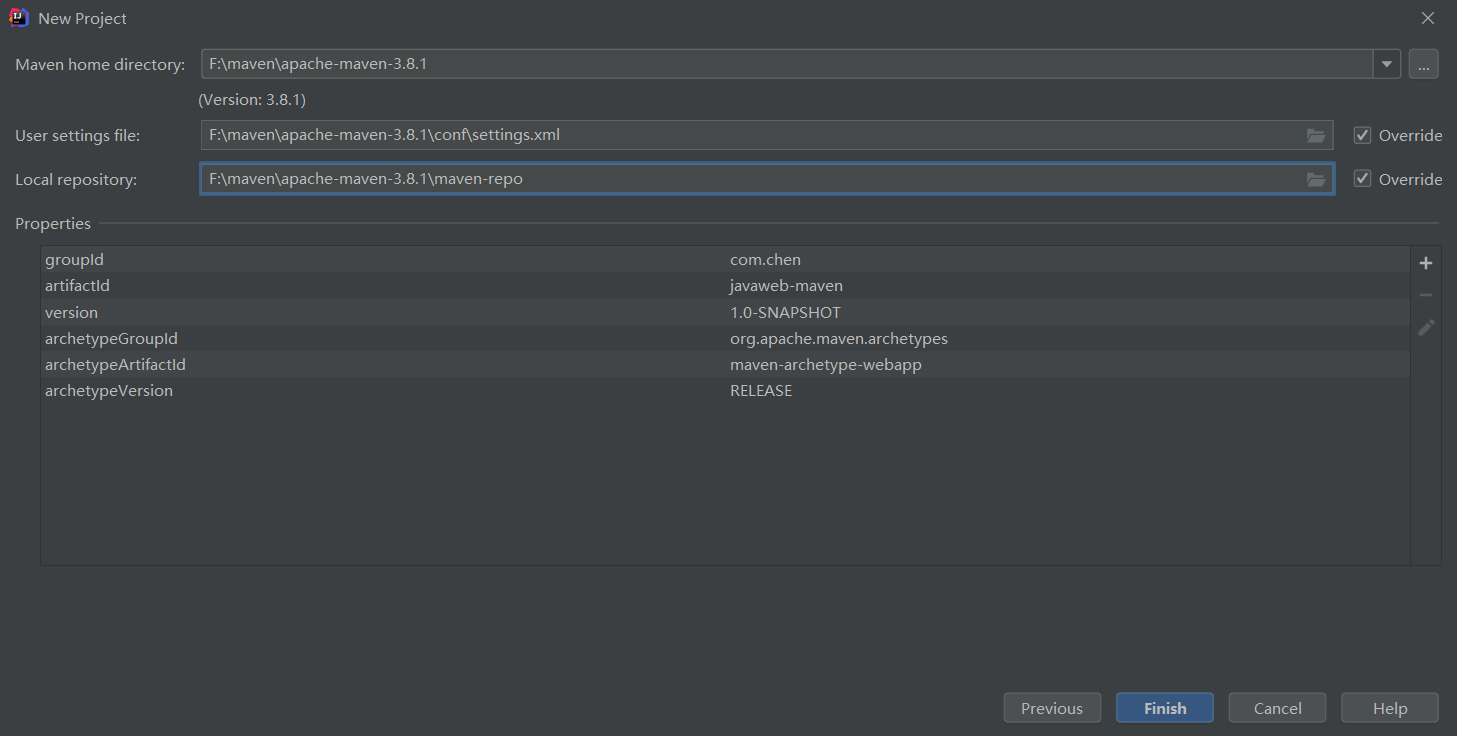 New Project
Maven home directory: F:\maven\apache-maven-3.8.1 ...
(Version: 3.8.1)
User settings file: F:\maven\apache-maven-3.8.1\conf\settings.xml Override
Local repository: F:\maven\apache-maven-3.8.1\maven-repo Override
Properties
groupId com.chen
artifactId javaweb-maven
version 1.0-SNAPSHOT
archetypeGroupId org.apache.maven.archetypes
archetypeArtifactId maven-archetype-webapp
archetypeVersion RELEASE
Previous Finish Cancel Help